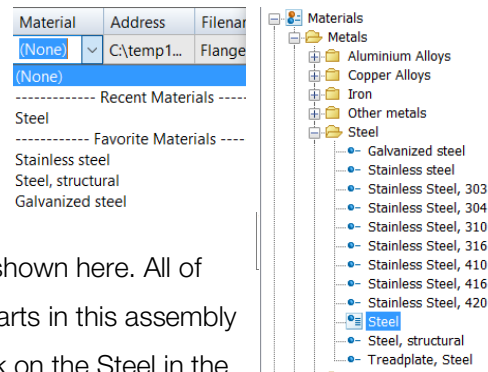 Material Address Filenar
(None) C:\temp1... Flange
(None)
------------ Recent Materials -----
Steel
------------ Favorite Materials ----
Stainless steel
Steel, structural
Galvanized steel
shown here. All of
arts in this assembly
k on the Steel in the
Materials
Metals
Aluminium Alloys
Copper Alloys
Iron
Other metals
Steel
Galvanized steel
Stainless steel
Stainless Steel, 303
Stainless Steel, 304
Stainless Steel, 310
Stainless Steel, 316
Stainless Steel, 410
Stainless Steel, 416
Stainless Steel, 420
Steel
Steel, structural
Treadplate, Steel